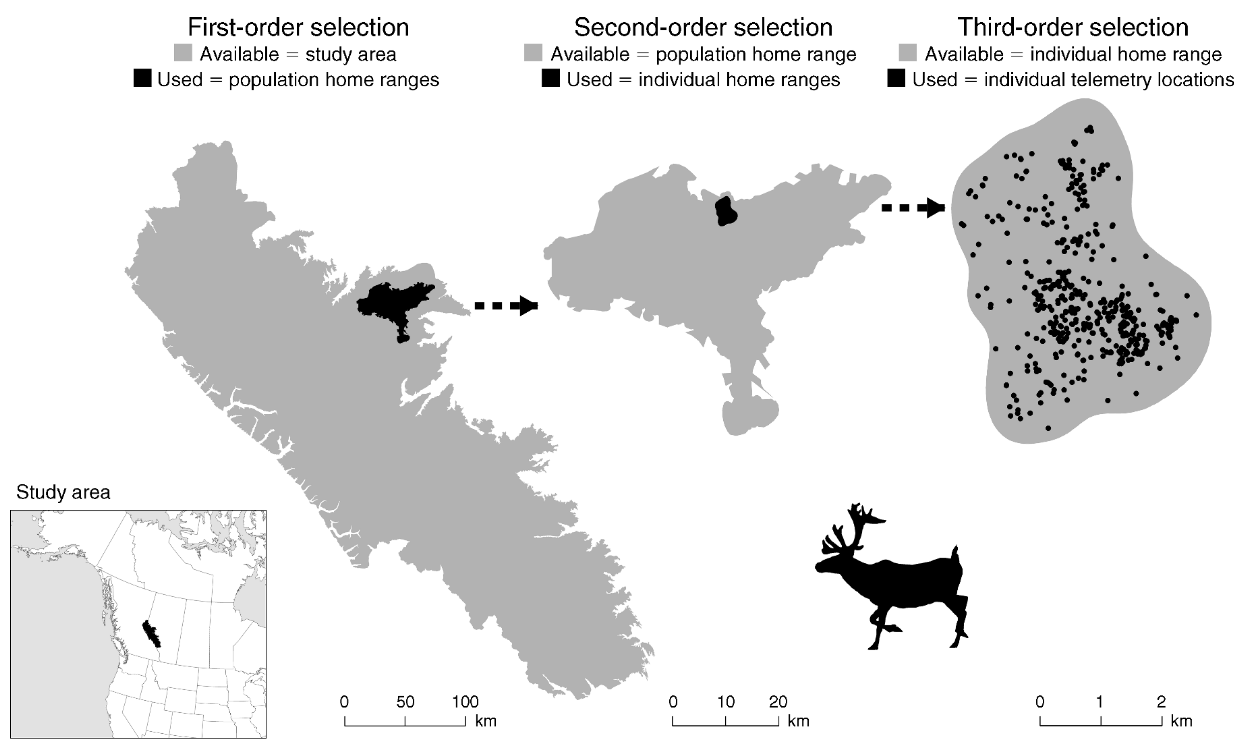 First-order selection
Available = study area
Used = population home ranges
Second-order selection
Available = population home range
Used = individual home ranges
Third-order selection
Available = individual home range
Used = individual telemetry locations
Study area
0 50 100 km
0 10 20 km
0 1 2 km